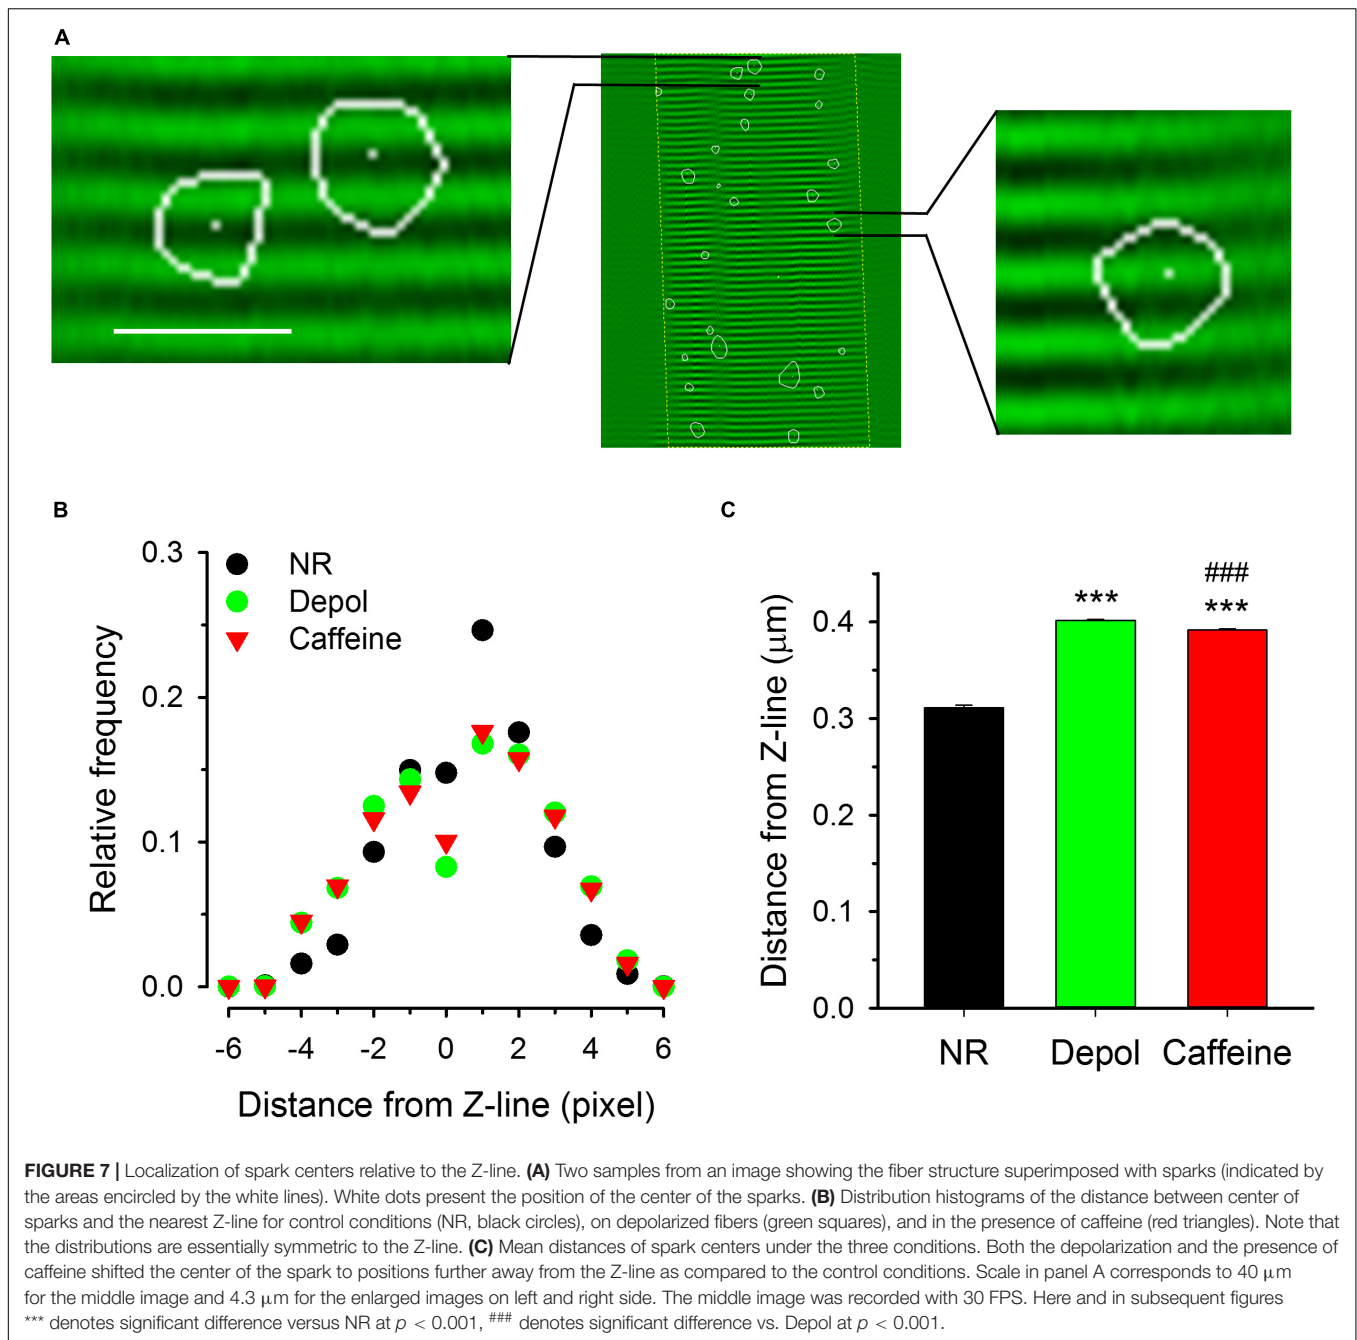 A
B
0.3
0.2
0.1
0.0
Relative frequency
NR
Depol
Caffeine
-6 -4 -2 0 2 4 6
Distance from Z-line (pixel)
C
###
*** ***
0.4
0.3
0.2
0.1
0.0
Distance from Z-line (μm)
NR Depol Caffeine
FIGURE 7 | Localization of spark centers relative to the Z-line. (A) Two samples from an image showing the fiber structure superimposed with sparks (indicated by
the areas encircled by the white lines). White dots present the position of the center of the sparks. (B) Distribution histograms of the distance between center of
sparks and the nearest Z-line for control conditions (NR, black circles), on depolarized fibers (green squares), and in the presence of caffeine (red triangles). Note that
the distributions are essentially symmetric to the Z-line. (C) Mean distances of spark centers under the three conditions. Both the depolarization and the presence of
caffeine shifted the center of the spark to positions further away from the Z-line as compared to the control conditions. Scale in panel A corresponds to 40 μm
for the middle image and 4.3 μm for the enlarged images on left and right side. The middle image was recorded with 30 FPS. Here and in subsequent figures
*** denotes significant difference versus NR at p < 0.001, ### denotes significant difference vs. Depol at p < 0.001.